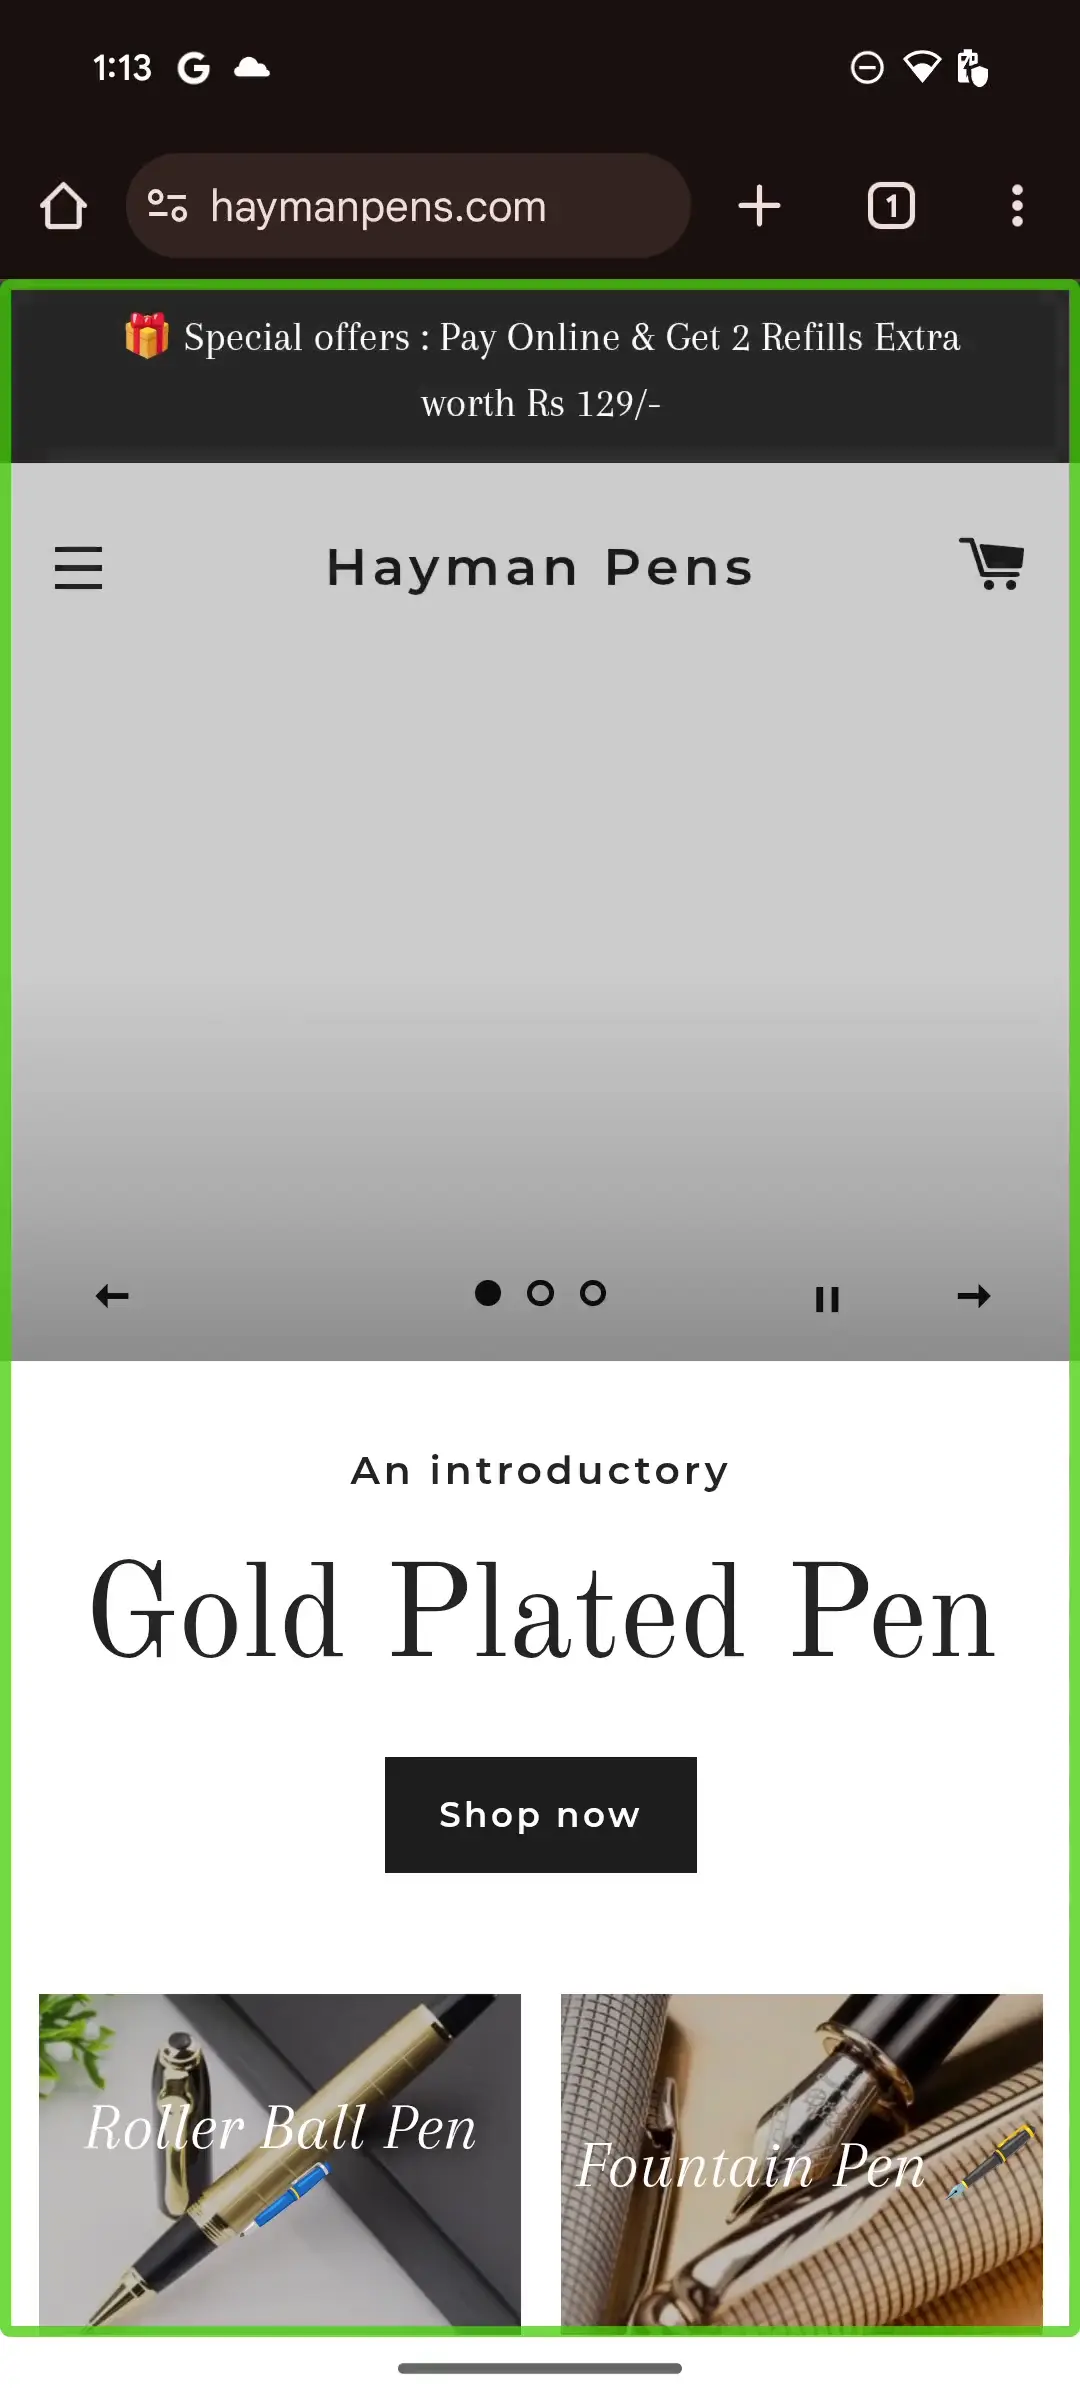 1:13
haymanpens.com
1
🎁 Special offers : Pay Online & Get 2 Refills Extra
worth Rs 129/-
Hayman Pens
An introductory
Gold Plated Pen
Shop now
Roller Ball Pen
Fountain Pen